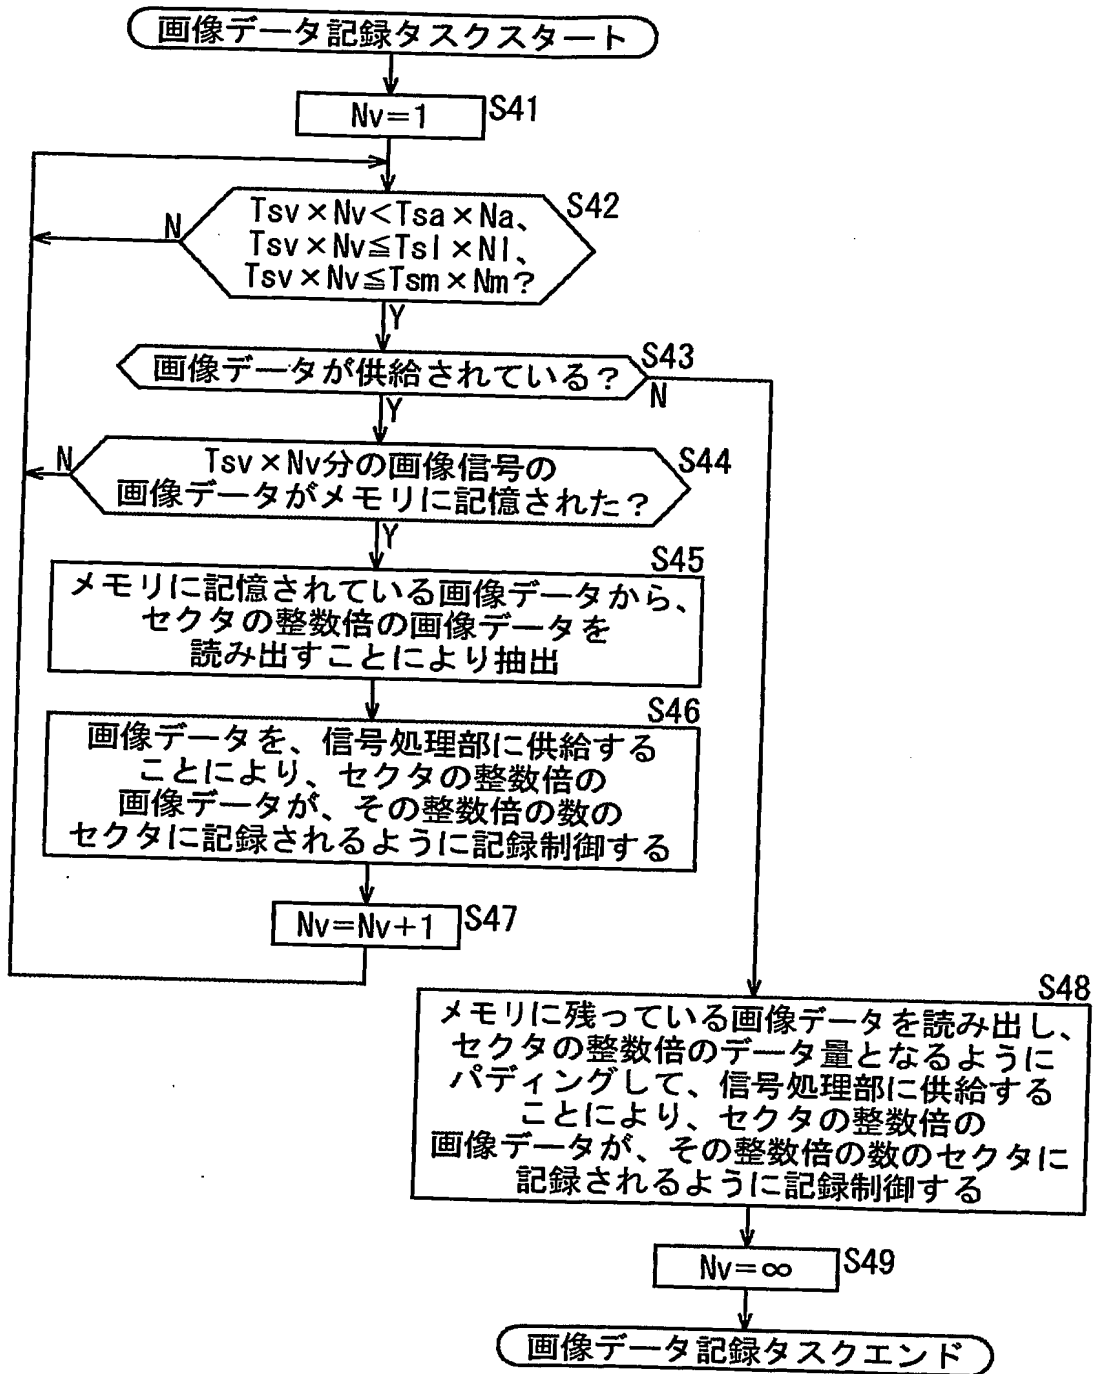 画像データ記録タスクスタート
Nv=1
S41
Tsv×Nv<Tsa×Na、
Tsv×Nv≦Tsl×Nl、
Tsv×Nv≦Tsm×Nm?
S42
N
Y
画像データが供給されている?
S43
N
Y
Tsv×Nv分の画像信号の
画像データがメモリに記憶された?
S44
N
Y
S45
メモリに記憶されている画像データから、
セクタの整数倍の画像データを
読み出すことにより抽出
S46
画像データを、信号処理部に供給する
ことにより、セクタの整数倍の
画像データが、その整数倍の数の
セクタに記録されるように記録制御する
Nv=Nv+1
S47
S48
メモリに残っている画像データを読み出し、
セクタの整数倍のデータ量となるように
パディングして、信号処理部に供給する
ことにより、セクタの整数倍の
画像データが、その整数倍の数のセクタに
記録されるように記録制御する
Nv=∞
S49
画像データ記録タスクエンド